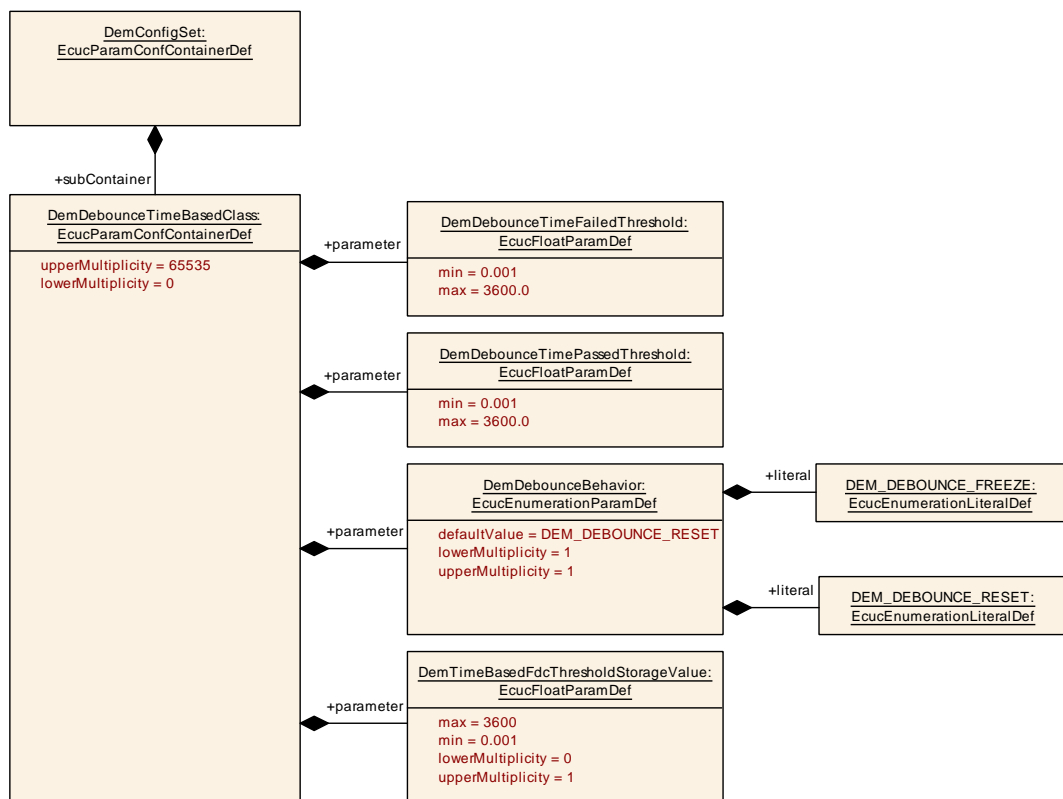 DemConfigSet:
EcucParamConfContainerDef
+subContainer
DemDebounceTimeBasedClass:
EcucParamConfContainerDef
upperMultiplicity = 65535
lowerMultiplicity = 0
+parameter
DemDebounceTimeFailedThreshold:
EcucFloatParamDef
min = 0.001
max = 3600.0
+parameter
DemDebounceTimePassedThreshold:
EcucFloatParamDef
min = 0.001
max = 3600.0
+parameter
DemDebounceBehavior:
EcucEnumerationParamDef
defaultValue = DEM_DEBOUNCE_RESET
lowerMultiplicity = 1
upperMultiplicity = 1
+literal
DEM_DEBOUNCE_FREEZE:
EcucEnumerationLiteralDef
+literal
DEM_DEBOUNCE_RESET:
EcucEnumerationLiteralDef
+parameter
DemTimeBasedFdcThresholdStorageValue:
EcucFloatParamDef
max = 3600
min = 0.001
lowerMultiplicity = 0
upperMultiplicity = 1